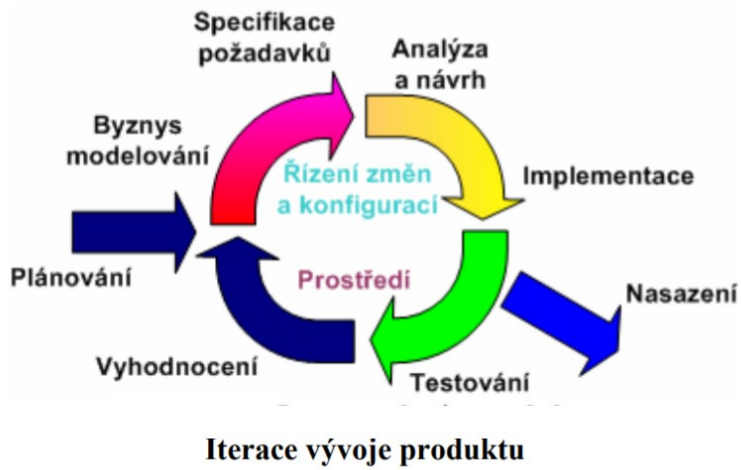 Specifikace
požadavků
Analýza
a návrh
Byznys
modelování
Řízení změn
a konfigurací
Implementace
Plánování
Prostředí
Nasazení
Vyhodnocení
Testování
Iterace vývoje produktu